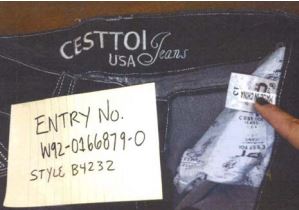 CESTTOI Jeans
USA
ENTRY NO.
W92-0166879-0
STYLE B4232